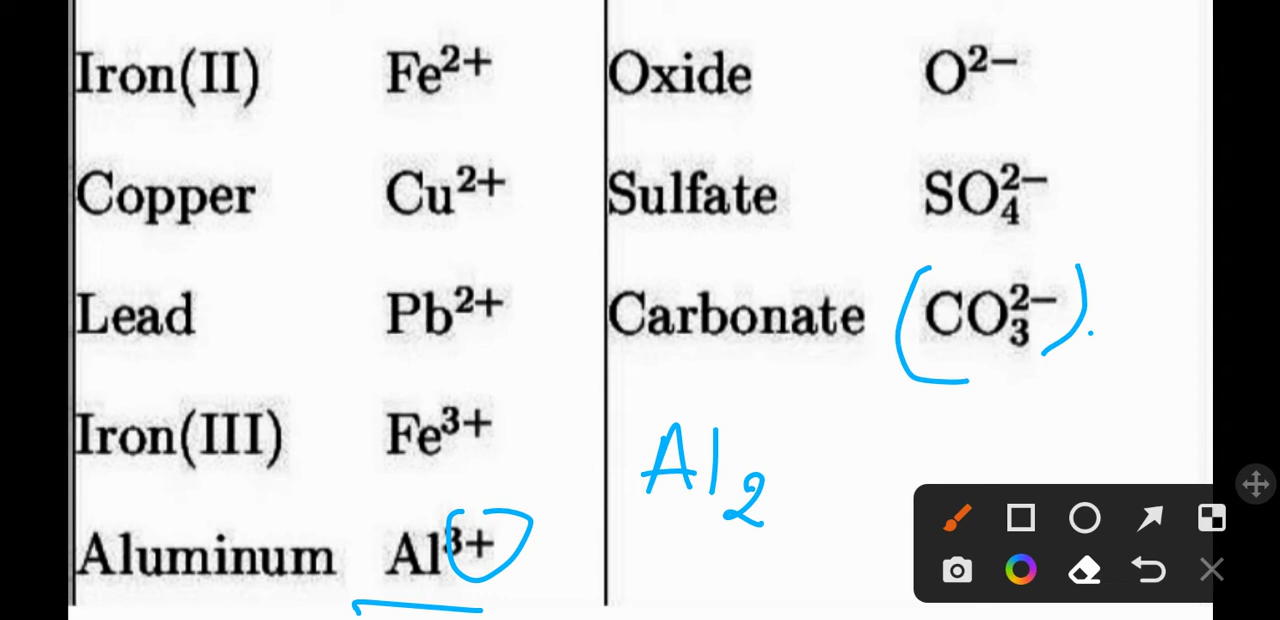 Iron(II) Fe²⁺ Oxide O²⁻
Copper Cu²⁺ Sulfate SO₄²⁻
Lead Pb²⁺ Carbonate (CO₃²⁻).
Iron(III) Fe³⁺
Al₂
Aluminum Al³⁺